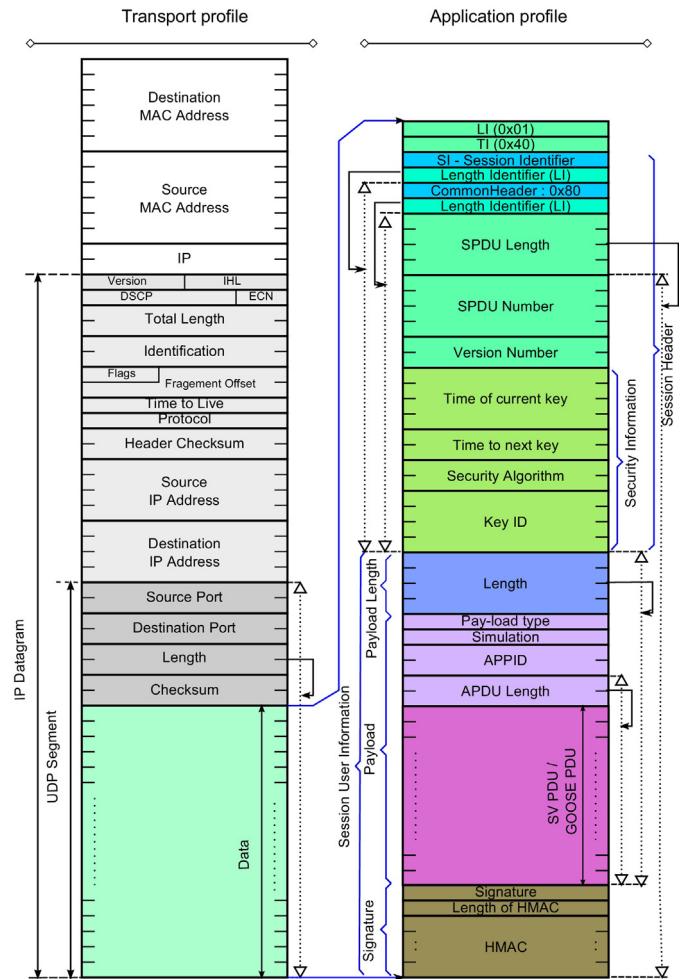 Transport profile
Application profile
Destination
MAC Address
Source
MAC Address
IP
Version
IHL
DSCP
ECN
Total Length
Identification
Flags
Fragement Offset
Time to Live
Protocol
Header Checksum
Source
IP Address
Destination
IP Address
Source Port
Destination Port
Length
Checksum
Data
IP Datagram
UDP Segment
LI (0x01)
TI (0x40)
SI - Session Identifier
Length Identifier (LI)
CommonHeader : 0x80
Length Identifier (LI)
SPDU Length
SPDU Number
Version Number
Time of current key
Time to next key
Security Algorithm
Key ID
Length
Pay-load type
Simulation
APPID
APDU Length
SV PDU /
GOOSE PDU
Signature
Length of HMAC
HMAC
Session User Information
Payload Length
Payload
Signature
Security Information
Session Header